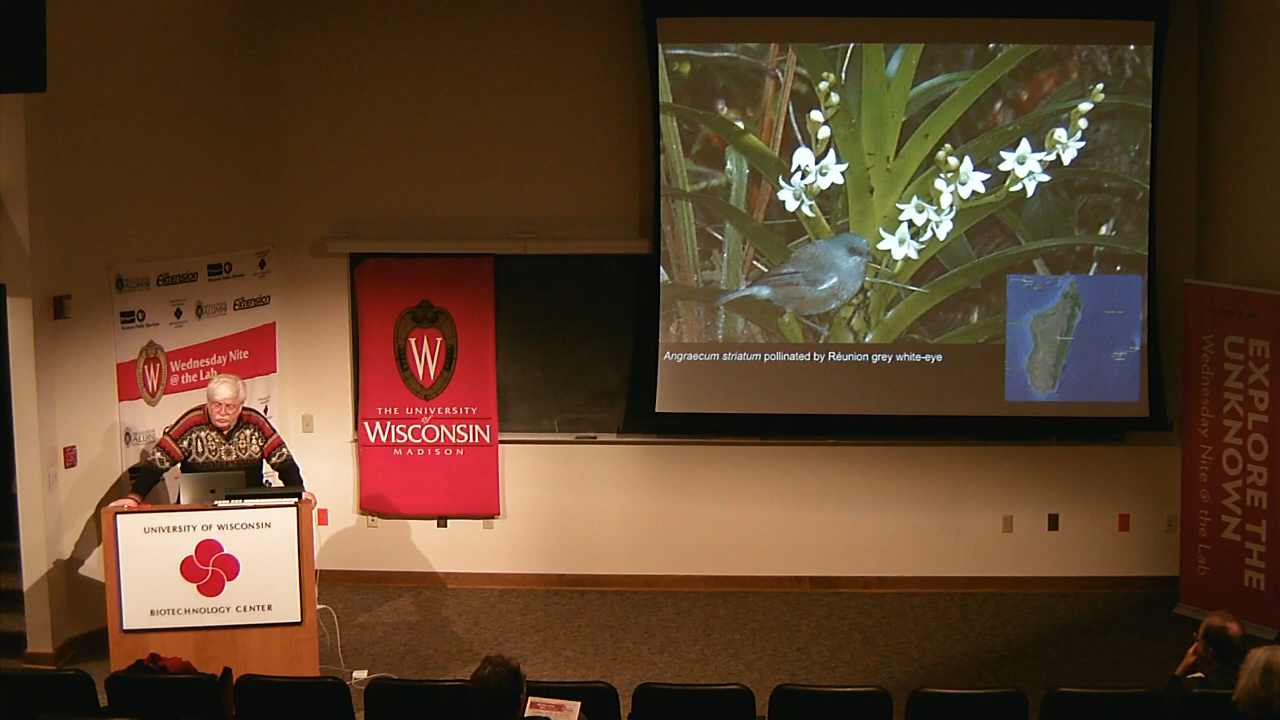 Extension
Extension
Wednesday Nite
@ the Lab
W
THE UNIVERSITY
of
WISCONSIN
MADISON
UNIVERSITY OF WISCONSIN
BIOTECHNOLOGY CENTER
Angraecum striatum pollinated by Réunion grey white-eye
EXPLORE THE
UNKNOWN
Wednesday Nite @ the Lab